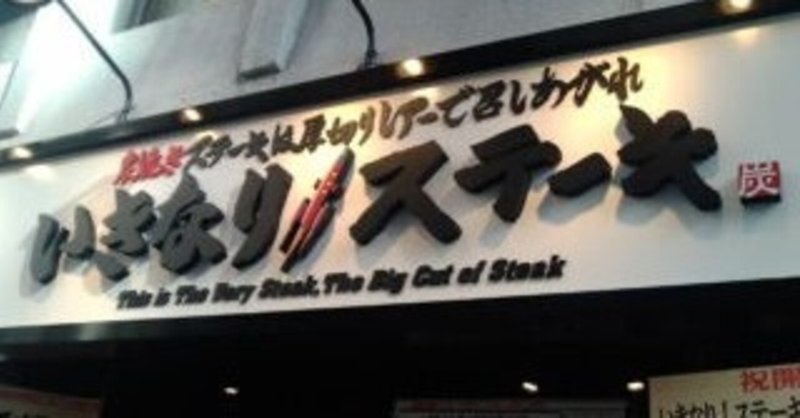 炭焼きステーキは厚切りレアーで召しあがれ
いきなり!ステーキ
炭
This is The Bery Steak, The Big Cut of Steak
祝開
いきなり!ステーキ